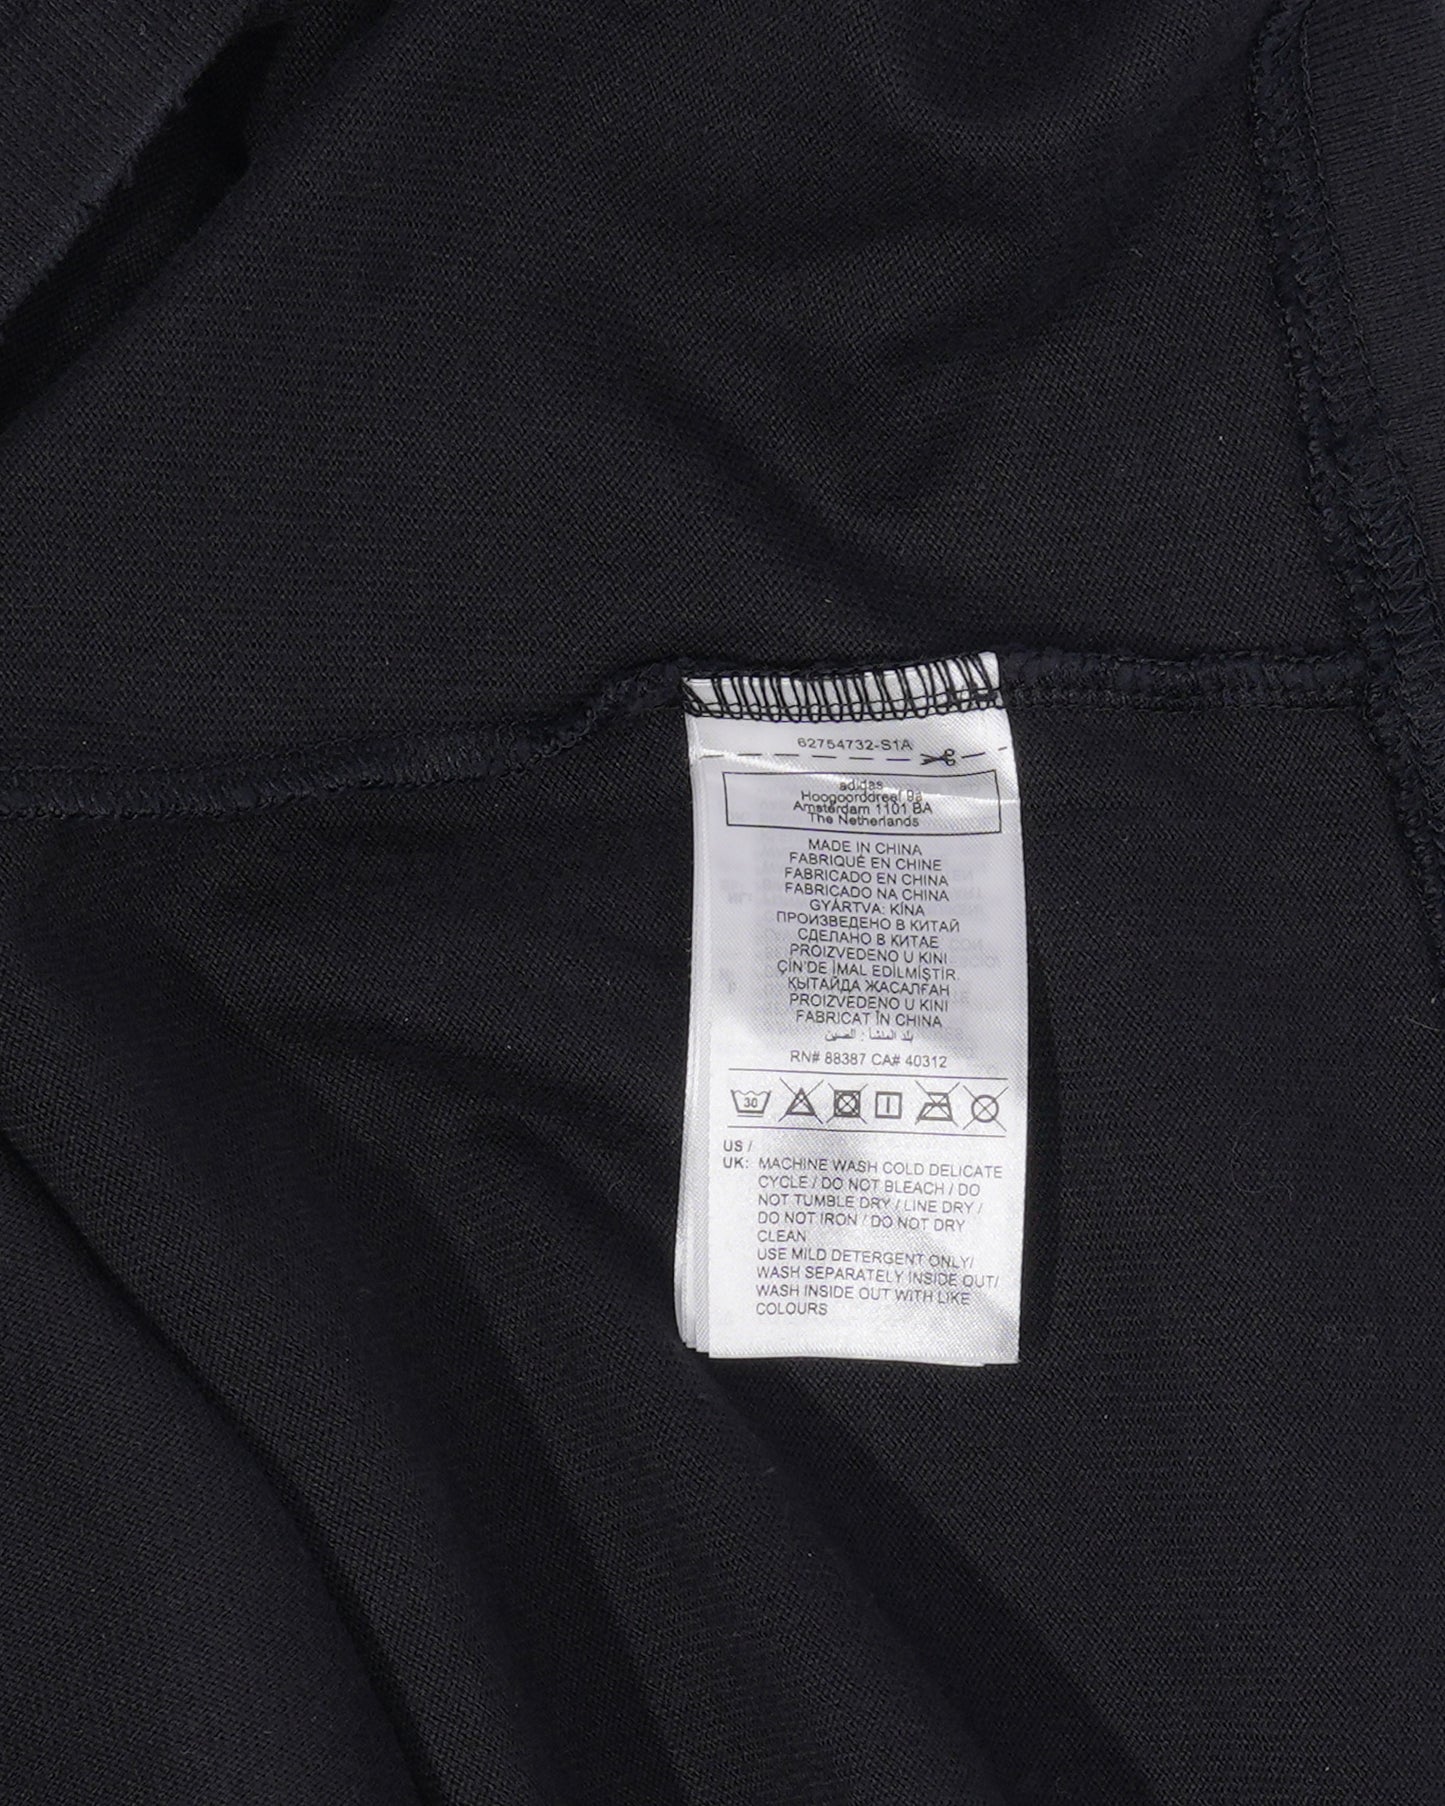 62754732-S1A
adidas
Hoogoorddreef 9a
Amsterdam 1101 BA
The Netherlands
MADE IN CHINA
FABRIQUÉ EN CHINE
FABRICADO EN CHINA
FABRICADO NA CHINA
GYÁRTVA: KÍNA
ПРОИЗВЕДЕНО В КИТАЙ
СДЕЛАНО В КИТАЕ
PROIZVEDENO U KINI
ÇİN'DE İMAL EDİLMİŞTİR.
ҚЫТАЙДА ЖАСАЛҒАН
PROIZVEDENO U KINI
FABRICAT ÎN CHINA
بلد المنشأ : الصين
RN# 88387 CA# 40312
30
US /
UK: MACHINE WASH COLD DELICATE
CYCLE / DO NOT BLEACH / DO
NOT TUMBLE DRY / LINE DRY /
DO NOT IRON / DO NOT DRY
CLEAN
USE MILD DETERGENT ONLY/
WASH SEPARATELY INSIDE OUT/
WASH INSIDE OUT WITH LIKE
COLOURS